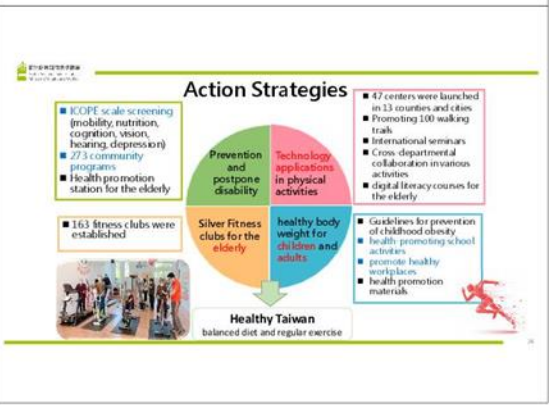 Action Strategies
■ ICOPE scale screening
(mobility, nutrition,
cognition, vision,
hearing, depression)
■ 273 community
programs
■ Health promotion
station for the elderly
■ 47 centers were launched
in 13 counties and cities
■ Promoting 100 walking
trails
■ International seminars
■ Cross-departmental
collaboration in various
activities
■ digital literacy courses for
the elderly
Prevention
and
postpone
disability
Technology
applications
in physical
activities
■ 163 fitness clubs were
established
Silver Fitness
clubs for the
elderly
healthy body
weight for
children and
adults
■ Guidelines for prevention
of childhood obesity
■ health-promoting school
activities
■ promote healthy
workplaces
■ health promotion
materials
Healthy Taiwan
balanced diet and regular exercise